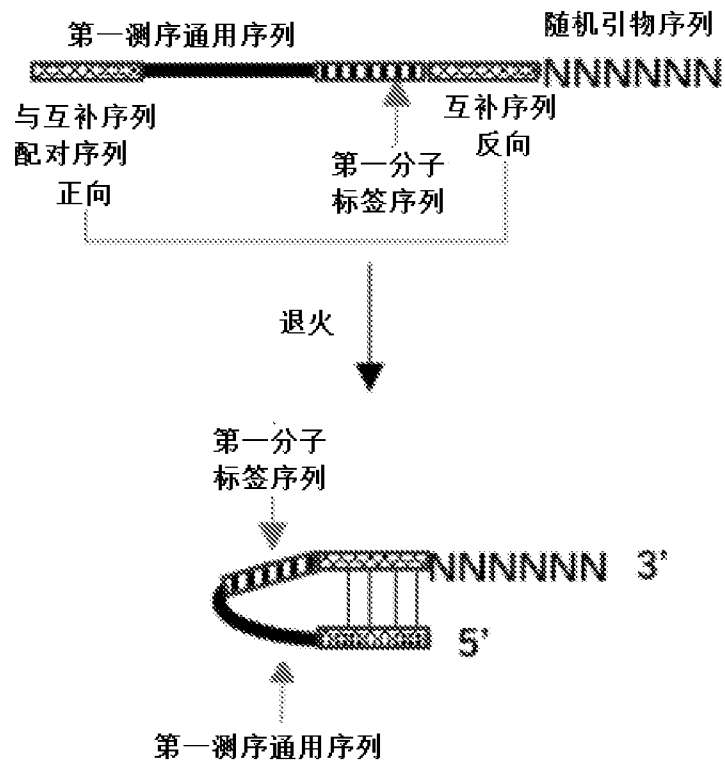 第一测序通用序列
随机引物序列
NNNNNN
与互补序列
配对序列
正向
第一分子
标签序列
互补序列
反向
退火
第一分子
标签序列
NNNNNN 3'
5'
第一测序通用序列